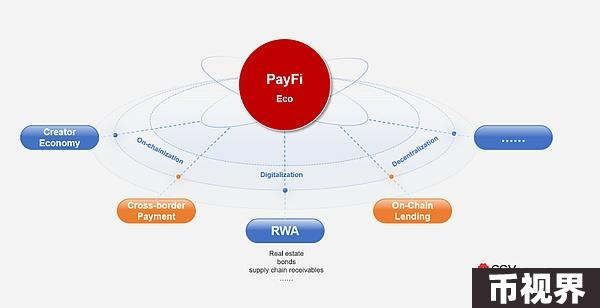 PayFi
Eco
Creator
Economy
......
On-chainization
Decentralization
Digitalization
Cross-border
Payment
On-Chain
Lending
RWA
Real estate
bonds
supply chain receivables
......
币视界